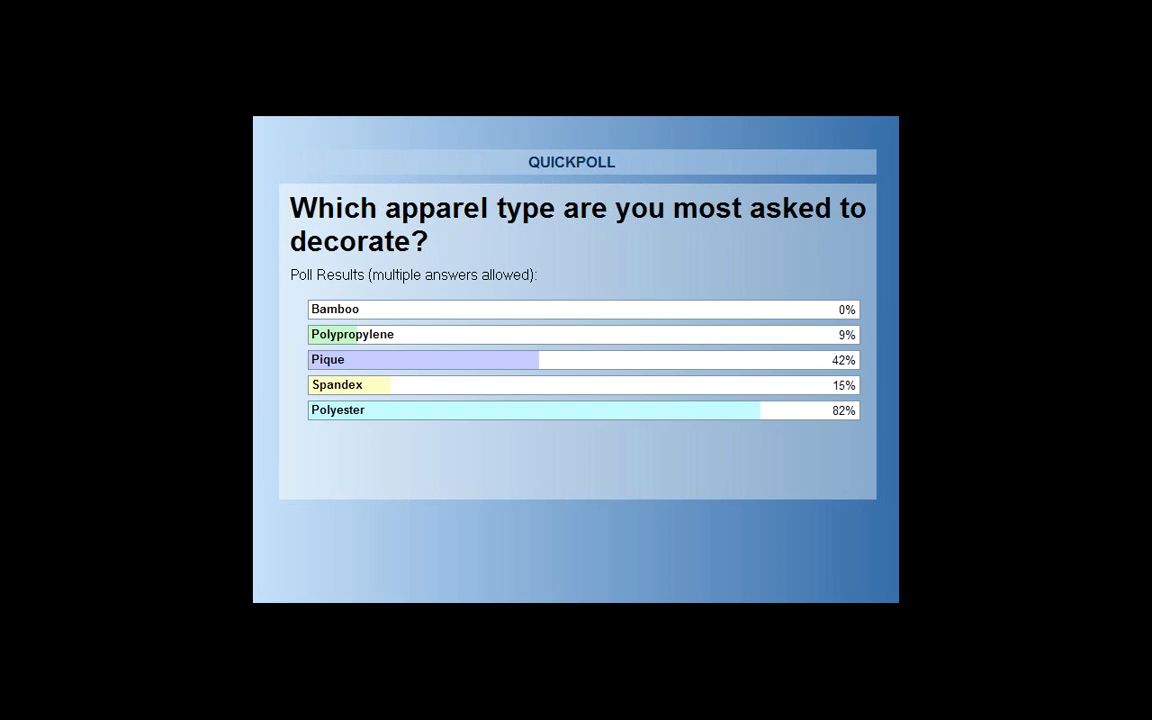 QUICKPOLL
Which apparel type are you most asked to
decorate?
Poll Results (multiple answers allowed):
Bamboo 0%
Polypropylene 9%
Pique 42%
Spandex 15%
Polyester 82%